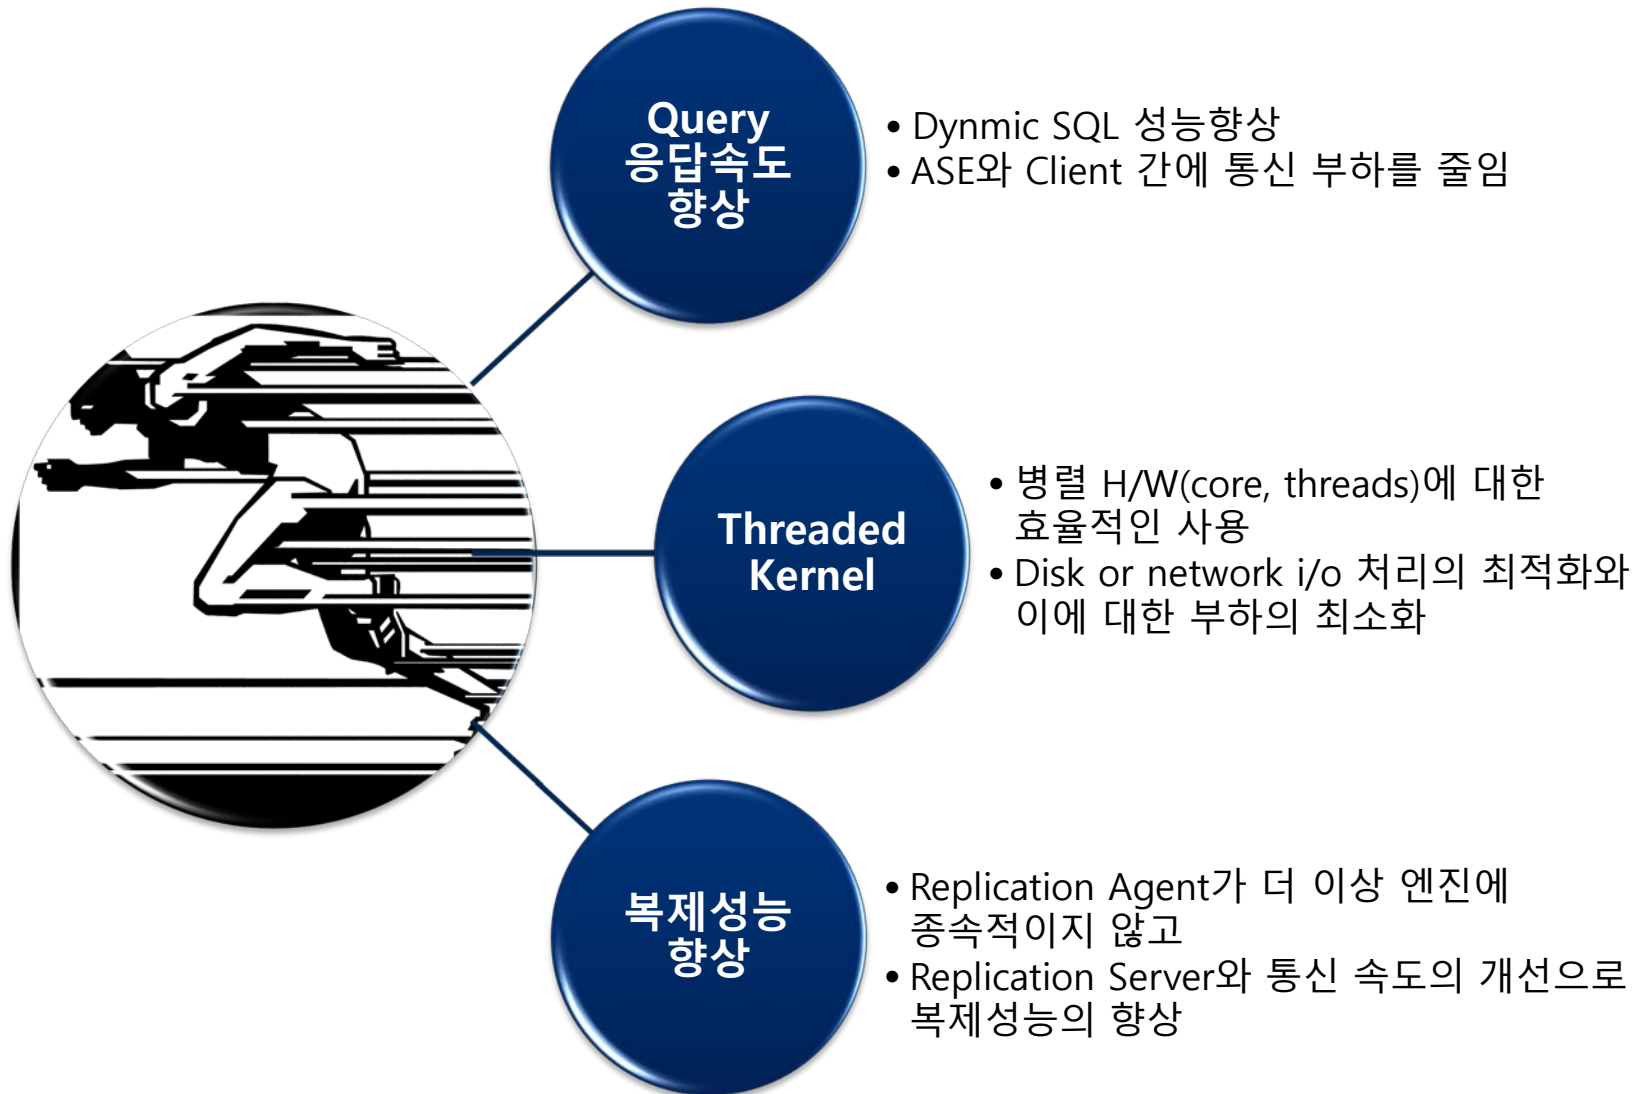 Query
응답속도
향상
• Dynmic SQL 성능향상
• ASE와 Client 간에 통신 부하를 줄임
Threaded
Kernel
• 병렬 H/W(core, threads)에 대한
효율적인 사용
• Disk or network i/o 처리의 최적화와
이에 대한 부하의 최소화
복제성능
향상
• Replication Agent가 더 이상 엔진에
종속적이지 않고
• Replication Server와 통신 속도의 개선으로
복제성능의 향상